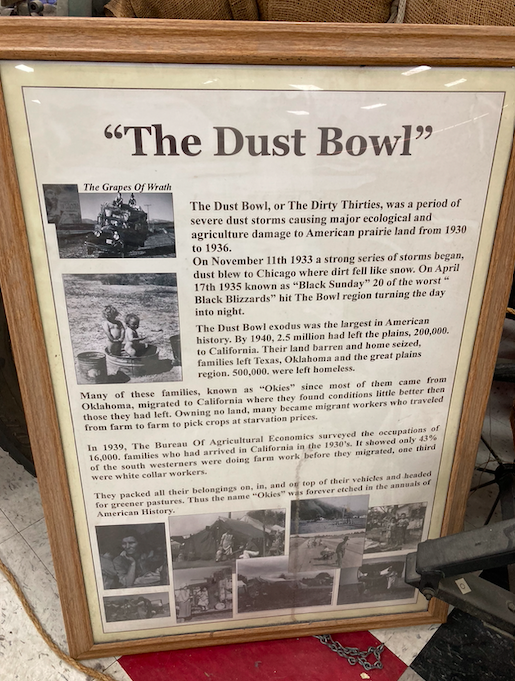 “The Dust Bowl”
The Grapes Of Wrath
The Dust Bowl, or The Dirty Thirties, was a period of
severe dust storms causing major ecological and
agriculture damage to American prairie land from 1930
to 1936.
On November 11th 1933 a strong series of storms began,
dust blew to Chicago where dirt fell like snow. On April
17th 1935 known as “Black Sunday” 20 of the worst “
Black Blizzards” hit The Bowl region turning the day
into night.
The Dust Bowl exodus was the largest in American
history. By 1940, 2.5 million had left the plains, 200,000.
to California. Their land barren and home seized,
families left Texas, Oklahoma and the great plains
region. 500,000. were left homeless.
Many of these families, known as “Okies” since most of them came from
Oklahoma, migrated to California where they found conditions little better then
those they had left. Owning no land, many became migrant workers who traveled
from farm to farm to pick crops at starvation prices.
In 1939, The Bureau Of Agricultural Economics surveyed the occupations of
16,000. families who had arrived in California in the 1930’s. It showed only 43%
of the south westerners were doing farm work before they migrated, one third
were white collar workers.
They packed all their belongings on, in, and on top of their vehicles and headed
for greener pastures. Thus the name “Okies” was forever etched in the annuals of
American History.